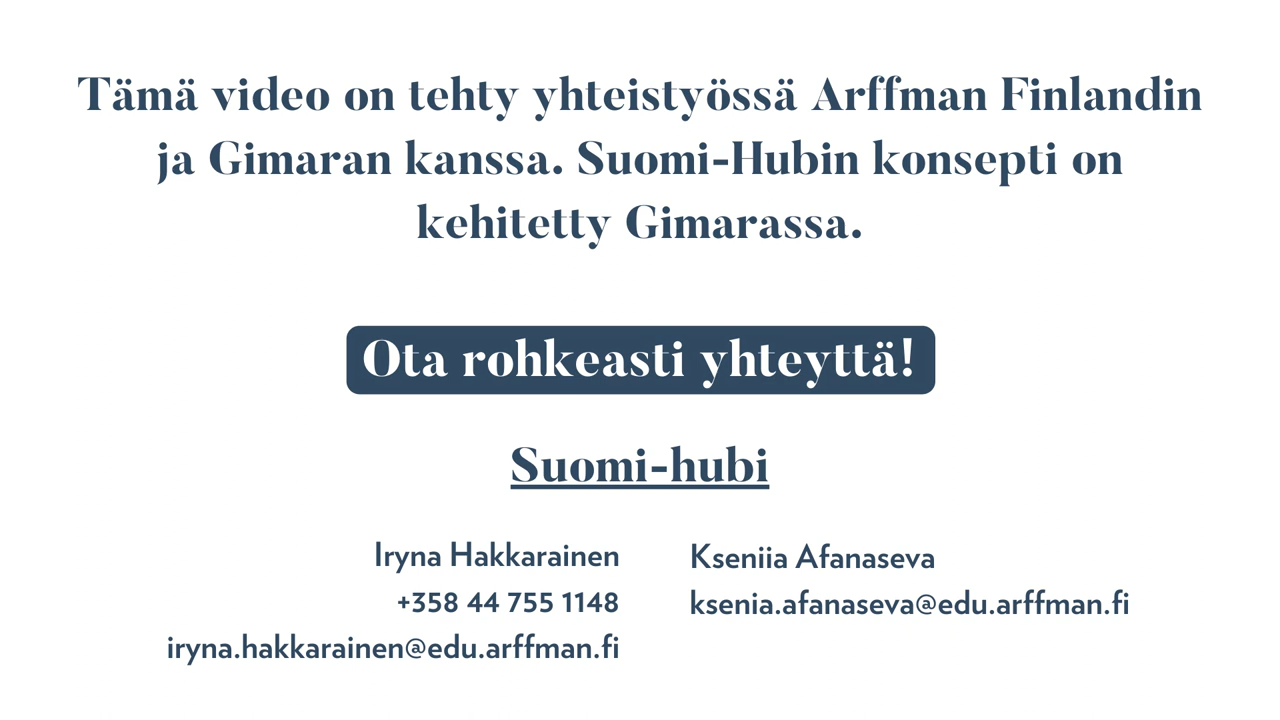 Tämä video on tehty yhteistyössä Arffman Finlandin
ja Gimaran kanssa. Suomi-Hubin konsepti on
kehitetty Gimarassa.
Ota rohkeasti yhteyttä!
Suomi-hubi
Iryna Hakkarainen
+358 44 755 1148
iryna.hakkarainen@edu.arffman.fi
Kseniia Afanaseva
ksenia.afanaseva@edu.arffman.fi